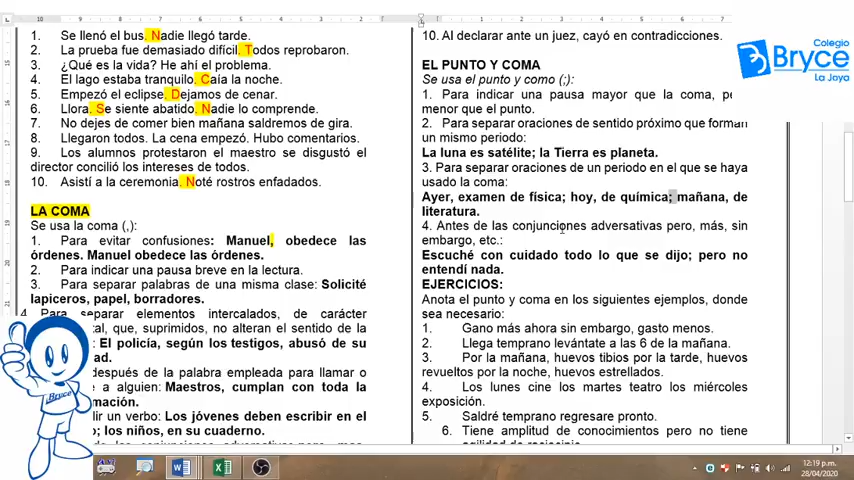 1. Se llenó el bus. Nadie llegó tarde.
2. La prueba fue demasiado difícil. Todos reprobaron.
3. ¿Qué es la vida? He ahí el problema.
4. El lago estaba tranquilo. Caía la noche.
5. Empezó el eclipse. Dejamos de cenar.
6. Llora. Se siente abatido. Nadie lo comprende.
7. No dejes de comer bien mañana saldremos de gira.
8. Llegaron todos. La cena empezó. Hubo comentarios.
9. Los alumnos protestaron el maestro se disgustó el
director concilió los intereses de todos.
10. Asistí a la ceremonia. Noté rostros enfadados.
LA COMA
Se usa la coma (,):
1. Para evitar confusiones: Manuel, obedece las
órdenes. Manuel obedece las órdenes.
2. Para indicar una pausa breve en la lectura.
3. Para separar palabras de una misma clase: Solicité
lapiceros, papel, borradores.
4. Para separar elementos intercalados, de carácter
tal, que, suprimidos, no alteran el sentido de la
: El policía, según los testigos, abusó de su
ad.
después de la palabra empleada para llamar o
e a alguien: Maestros, cumplan con toda la
mación.
lir un verbo: Los jóvenes deben escribir en el
o; los niños, en su cuaderno.
10. Al declarar ante un juez, cayó en contradicciones.
EL PUNTO Y COMA
Se usa el punto y como (;):
1. Para indicar una pausa mayor que la coma, pe
menor que el punto.
2. Para separar oraciones de sentido próximo que forman
un mismo periodo:
La luna es satélite; la Tierra es planeta.
3. Para separar oraciones de un periodo en el que se haya
usado la coma:
Ayer, examen de física; hoy, de química; mañana, de
literatura.
4. Antes de las conjunciones adversativas pero, más, sin
embargo, etc.:
Escuché con cuidado todo lo que se dijo; pero no
entendí nada.
EJERCICIOS:
Anota el punto y coma en los siguientes ejemplos, donde
sea necesario:
1. Gano más ahora sin embargo, gasto menos.
2. Llega temprano levántate a las 6 de la mañana.
3. Por la mañana, huevos tibios por la tarde, huevos
revueltos por la noche, huevos estrellados.
4. Los lunes cine los martes teatro los miércoles
exposición.
5. Saldré temprano regresare pronto.
6. Tiene amplitud de conocimientos pero no tiene
agilidad de raciocinio
Colegio
Bryce
La Joya
Bryce
12:19 p.m.
28/04/2020